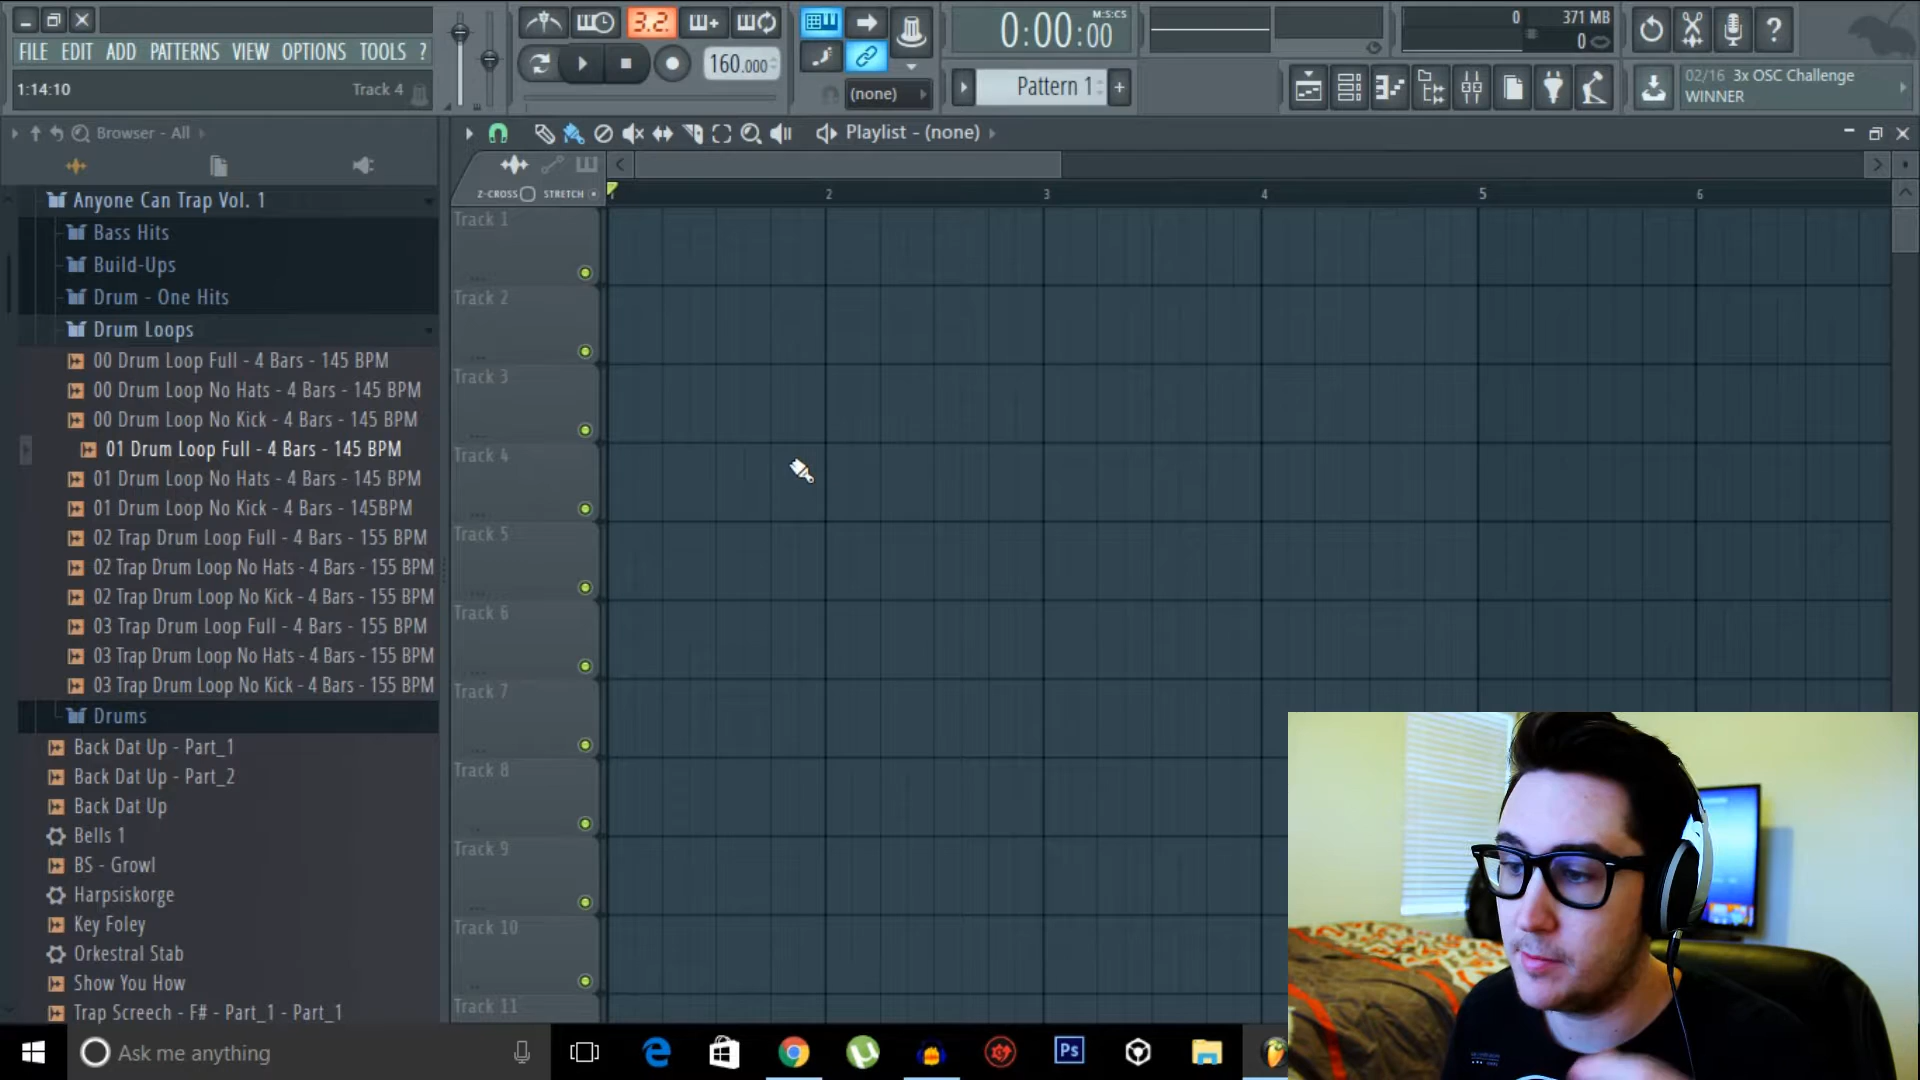 FILE EDIT ADD PATTERNS VIEW OPTIONS TOOLS ?
1:14:10 Track 4
3.2.
160.000
(none)
0:00:00 M:S:CS
Pattern 1
0 371 MB
0
02/16 3x OSC Challenge
WINNER
Browser - All
Playlist - (none)
Z-CROSS STRETCH
1 2 3 4 5 6
Anyone Can Trap Vol. 1
Bass Hits
Build-Ups
Drum - One Hits
Drum Loops
00 Drum Loop Full - 4 Bars - 145 BPM
00 Drum Loop No Hats - 4 Bars - 145 BPM
00 Drum Loop No Kick - 4 Bars - 145 BPM
01 Drum Loop Full - 4 Bars - 145 BPM
01 Drum Loop No Hats - 4 Bars - 145 BPM
01 Drum Loop No Kick - 4 Bars - 145BPM
02 Trap Drum Loop Full - 4 Bars - 155 BPM
02 Trap Drum Loop No Hats - 4 Bars - 155 BPM
02 Trap Drum Loop No Kick - 4 Bars - 155 BPM
03 Trap Drum Loop Full - 4 Bars - 155 BPM
03 Trap Drum Loop No Hats - 4 Bars - 155 BPM
03 Trap Drum Loop No Kick - 4 Bars - 155 BPM
Drums
Back Dat Up - Part_1
Back Dat Up - Part_2
Back Dat Up
Bells 1
BS - Growl
Harpsiskorge
Key Foley
Orkestral Stab
Show You How
Trap Screech - F# - Part_1 - Part_1
Track 1
Track 2
Track 3
Track 4
Track 5
Track 6
Track 7
Track 8
Track 9
Track 10
Track 11
Ask me anything
Ps